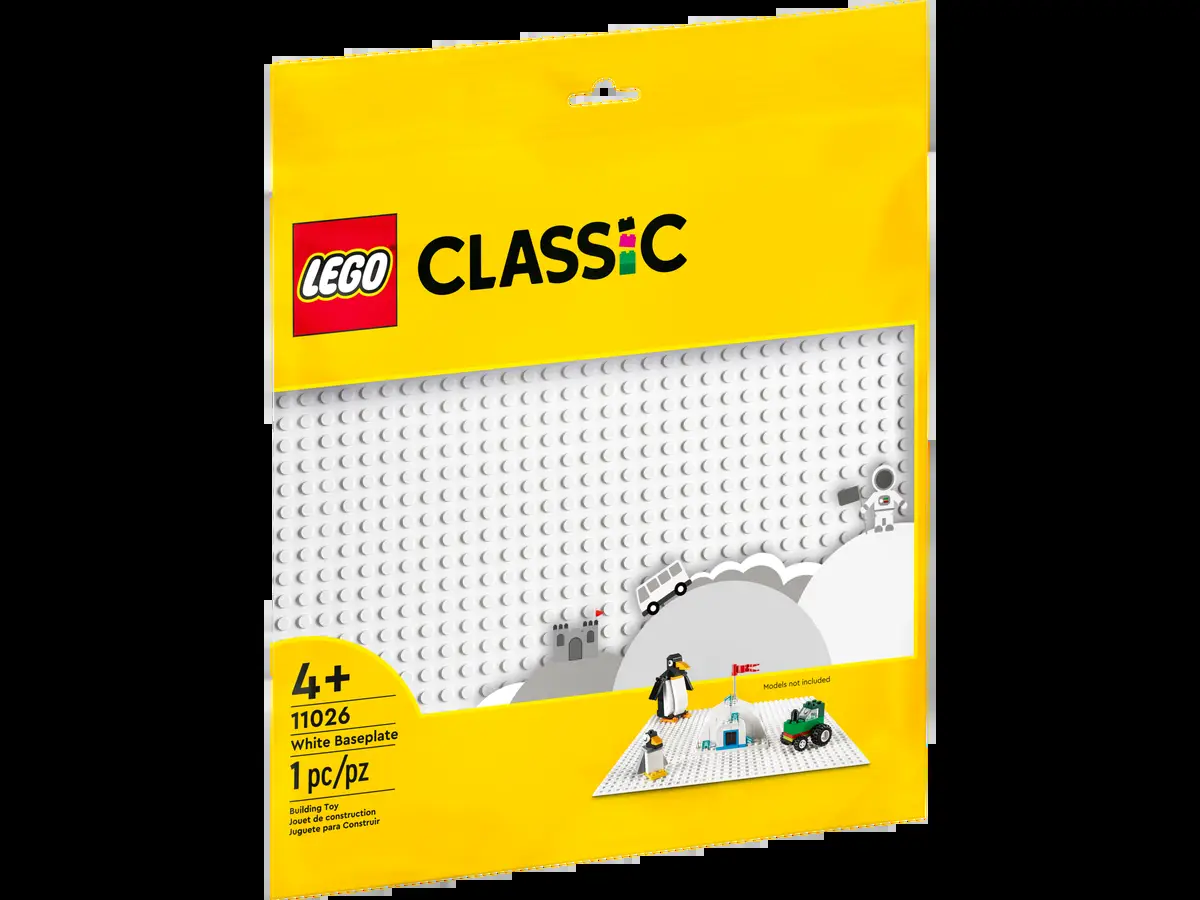 LEGO
CLASSiC
4+
11026
White Baseplate
1 pc/pz
Building Toy
Jouet de construction
Juguete para Construir
Models not included